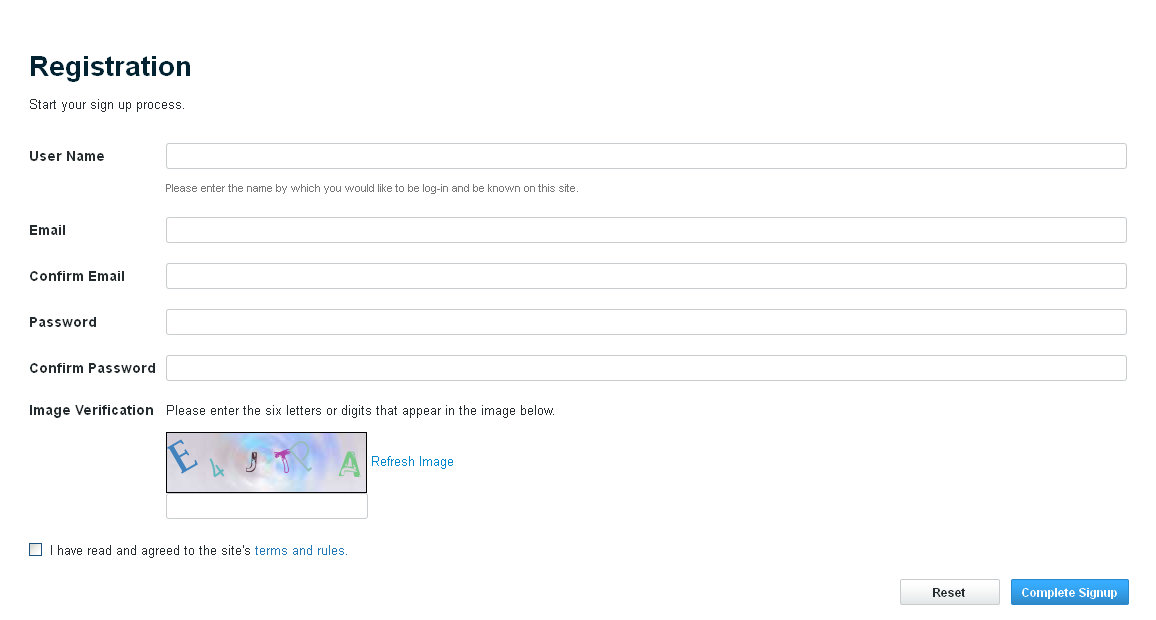 Registration
Start your sign up process.
User Name
Please enter the name by which you would like to be log-in and be known on this site.
Email
Confirm Email
Password
Confirm Password
Image Verification Please enter the six letters or digits that appear in the image below.
Refresh Image
I have read and agreed to the site's terms and rules.
Reset Complete Signup